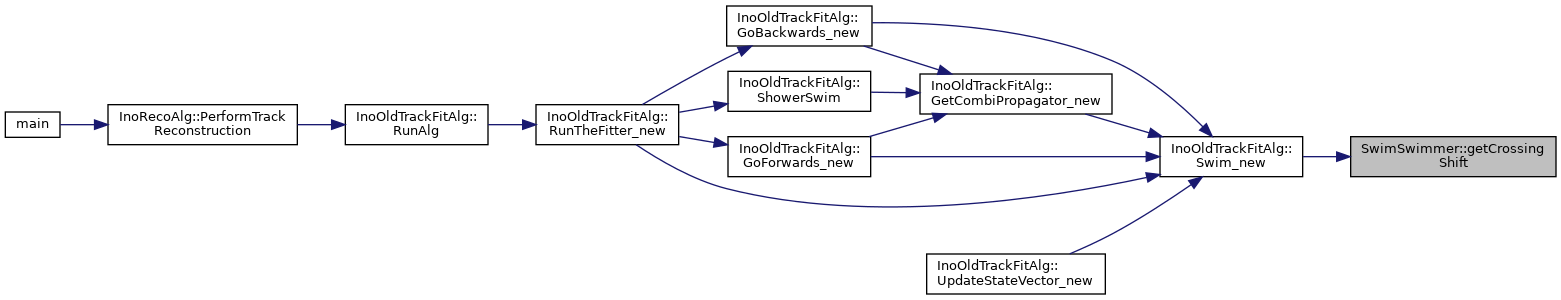 main
InoRecoAlg::PerformTrack
Reconstruction
InoOldTrackFitAlg::
RunAlg
InoOldTrackFitAlg::
RunTheFitter_new
InoOldTrackFitAlg::
GoBackwards_new
InoOldTrackFitAlg::
ShowerSwim
InoOldTrackFitAlg::
GoForwards_new
InoOldTrackFitAlg::
GetCombiPropagator_new
InoOldTrackFitAlg::
UpdateStateVector_new
InoOldTrackFitAlg::
Swim_new
SwimSwimmer::getCrossing
Shift